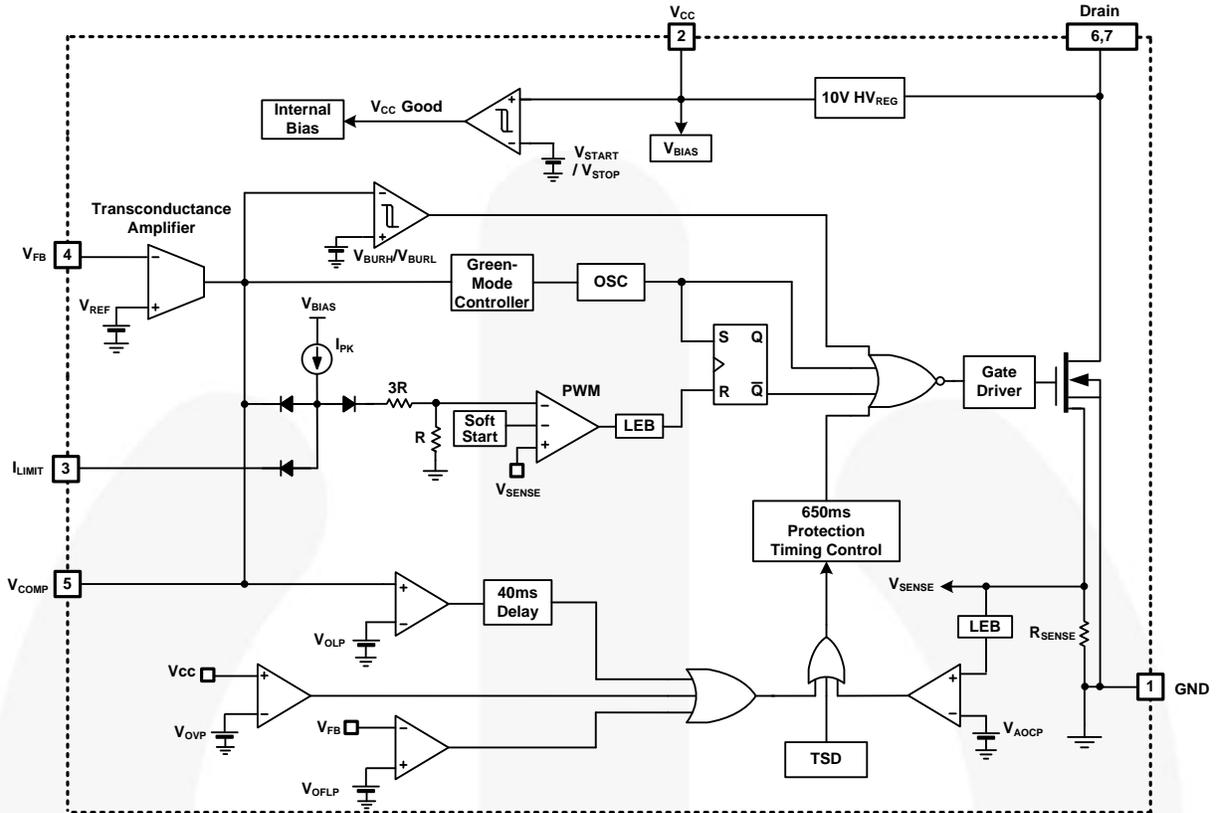 VCC
Drain
2
6,7
10V HVREG
Internal
Bias
VCC Good
+
−
VSTART
/ VSTOP
VBIAS
Transconductance
Amplifier
−
+
VBURH/VBURL
VFB
4
−
+
VREF
Green-
Mode
Controller
OSC
VBIAS
IPK
S Q
R Q
3R
R
PWM
Soft
Start
−
−
+
LEB
VSENSE
Gate
Driver
ILIMIT
3
650ms
Protection
Timing Control
VCOMP
5
+
−
VOLP
40ms
Delay
VSENSE
LEB
RSENSE
Vcc
+
−
VOVP
VFB
−
+
VOFLP
+
−
VAOCP
TSD
1
GND